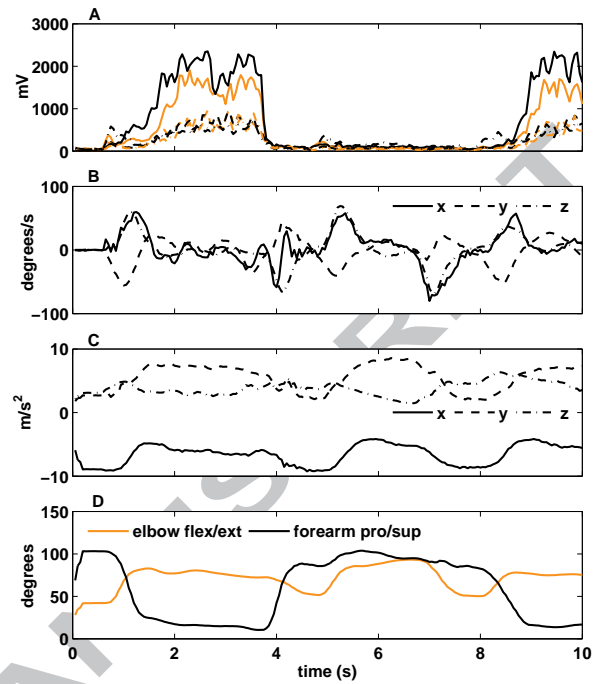 A
3000
2000
1000
0
mV
B
100
0
−100
degrees/s
x y z
C
10
0
−10
m/s²
x y z
D
150
100
50
0
degrees
elbow flex/ext forearm pro/sup
0 2 4 6 8 10
time (s)